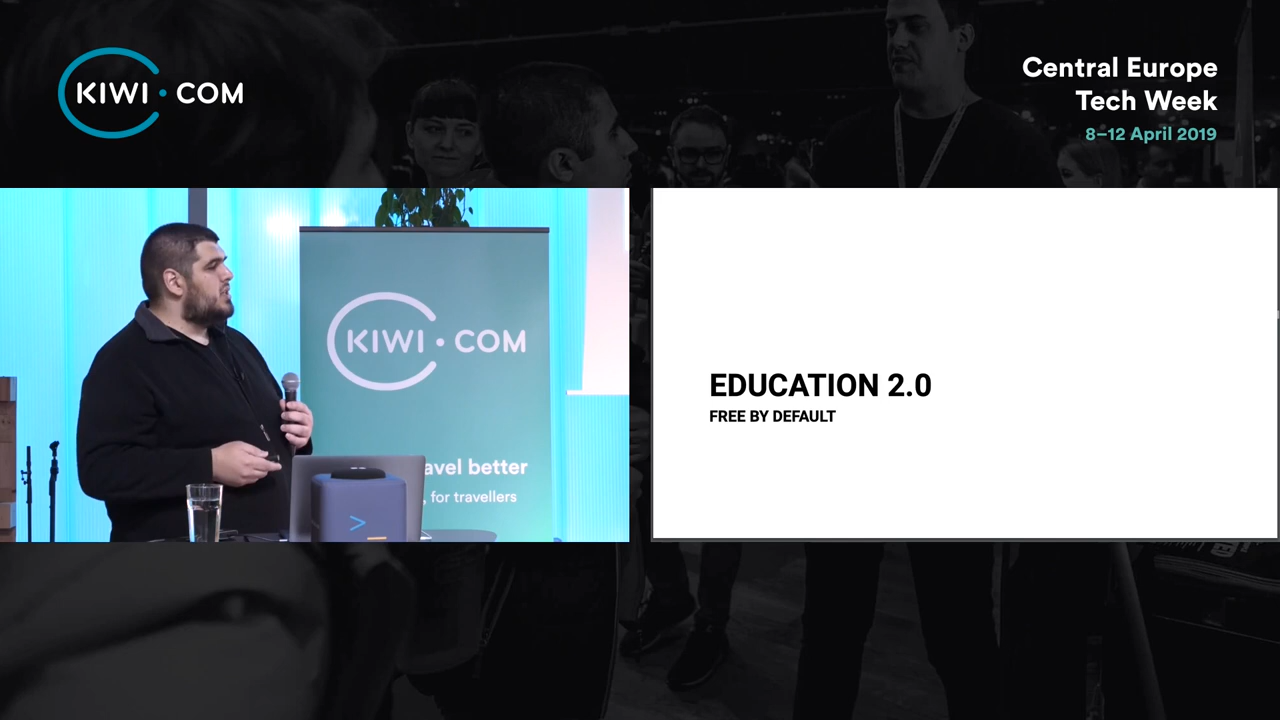 KIWI·COM
Central Europe
Tech Week
8–12 April 2019
KIWI·COM
avel better
, for travellers
>_
EDUCATION 2.0
FREE BY DEFAULT